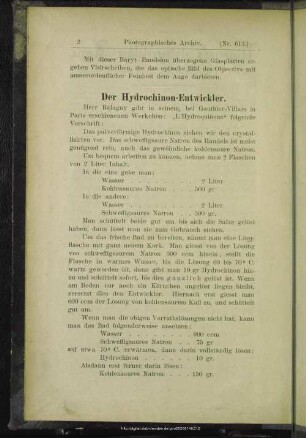 2 Photographisches Archiv. (Nr. 613.)
Mit dieser Baryt-Emulsion überzogene Glasplatten ergeben Visirscheiben, die das optische Bild des Objectivs mit
ausserordentlicher Feinheit dem Auge darbieten.
Der Hydrochinon-Entwickler.
Herr Balagny gibt in seinem, bei Gauthier-Villars in
Paris erschienenen Werkchen: „L'Hydroquinone" folgende
Vorschrift:
Das pulverförmige Hydrochinon ziehen wir den crystallisirten vor. Das schwefligsaure Natron des Handels ist meist
genügend rein, auch das gewöhnliche kohlensaure Natron.
Um bequem arbeiten zu können, nehme man 2 Flaschen
von 2 Liter Inhalt.
In die eine gebe man:
Wasser . . . . . 2 Liter
Kohlensaures Natron . . . 500 gr.
In die andere:
Wasser . . . . . 2 Liter
Schwefligsaures Natron . . 500 gr.
Man schüttelt beide gut um bis sich die Salze gelöst
haben, dann lässt man sie zum Gebrauch stehen.
Um das frische Bad zu bereiten, nimmt man eine Literflasche mit ganz neuem Kork. Man giesst von der Lösung
von schwefligsaurem Natron 300 ccm hinein, stellt die
Flasche in warmes Wasser, bis die Lösung 60 bis 70° C.
warm geworden ist, dann gibt man 10 gr Hydrochinon hinzu und schüttelt sofort, bis dies gänzlich gelöst ist. Wenn
am Boden nur noch ein Körnchen ungelöst liegen bleibt,
zersetzt dies den Entwickler. Hiernach erst giesst man
600 ccm der Lösung von kohlensaurem Kali zu, und schüttelt
um.
Wenn man die obigen Vorrathslösungen nicht hat, kann
man das Bad folgenderweise ansetzen:
Wasser . . . . . 900 ccm
Schwefligsaures Natron . . 75 gr
auf etwa 70° C. erwärmen, dann darin vollständig lösen:
Hydrochinon . . . . 10 gr.
Alsdann erst ferner darin lösen:
Kohlensaures Natron . . . 150 gr.